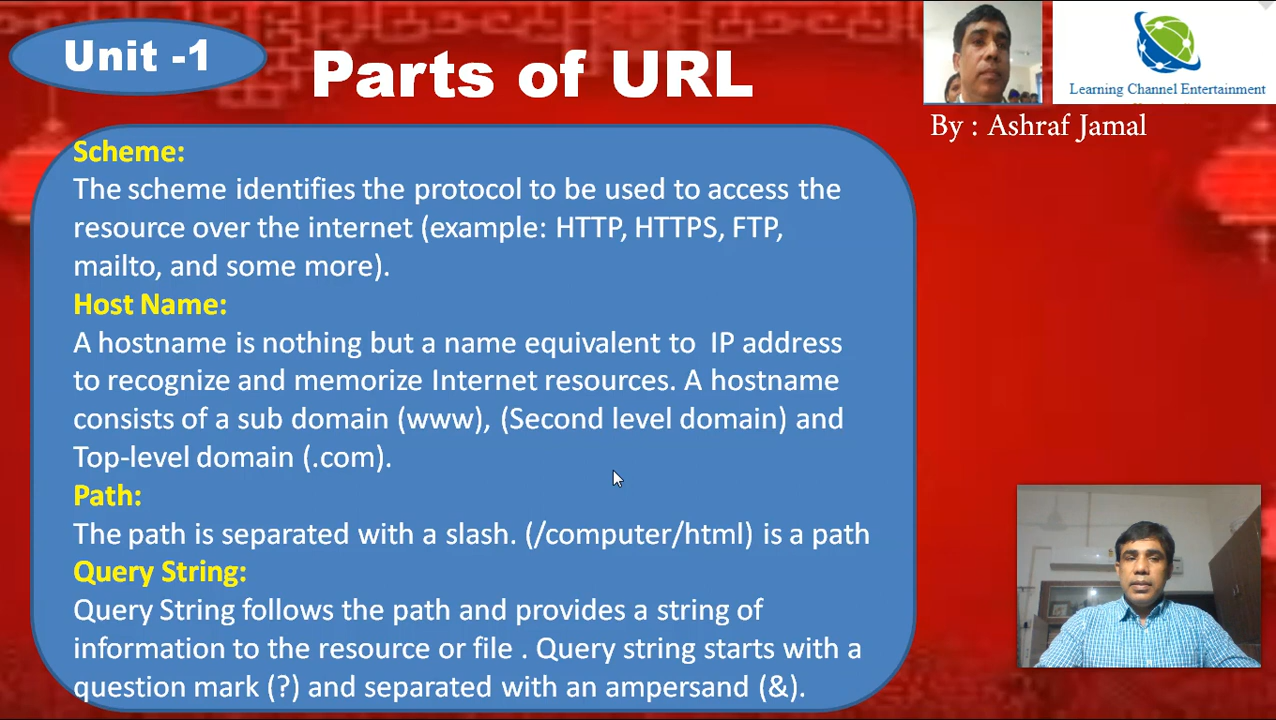 Unit -1
Parts of URL
Learning Channel Entertainment
By : Ashraf Jamal
Scheme:
The scheme identifies the protocol to be used to access the
resource over the internet (example: HTTP, HTTPS, FTP,
mailto, and some more).
Host Name:
A hostname is nothing but a name equivalent to IP address
to recognize and memorize Internet resources. A hostname
consists of a sub domain (www), (Second level domain) and
Top-level domain (.com).
Path:
The path is separated with a slash. (/computer/html) is a path
Query String:
Query String follows the path and provides a string of
information to the resource or file . Query string starts with a
question mark (?) and separated with an ampersand (&).